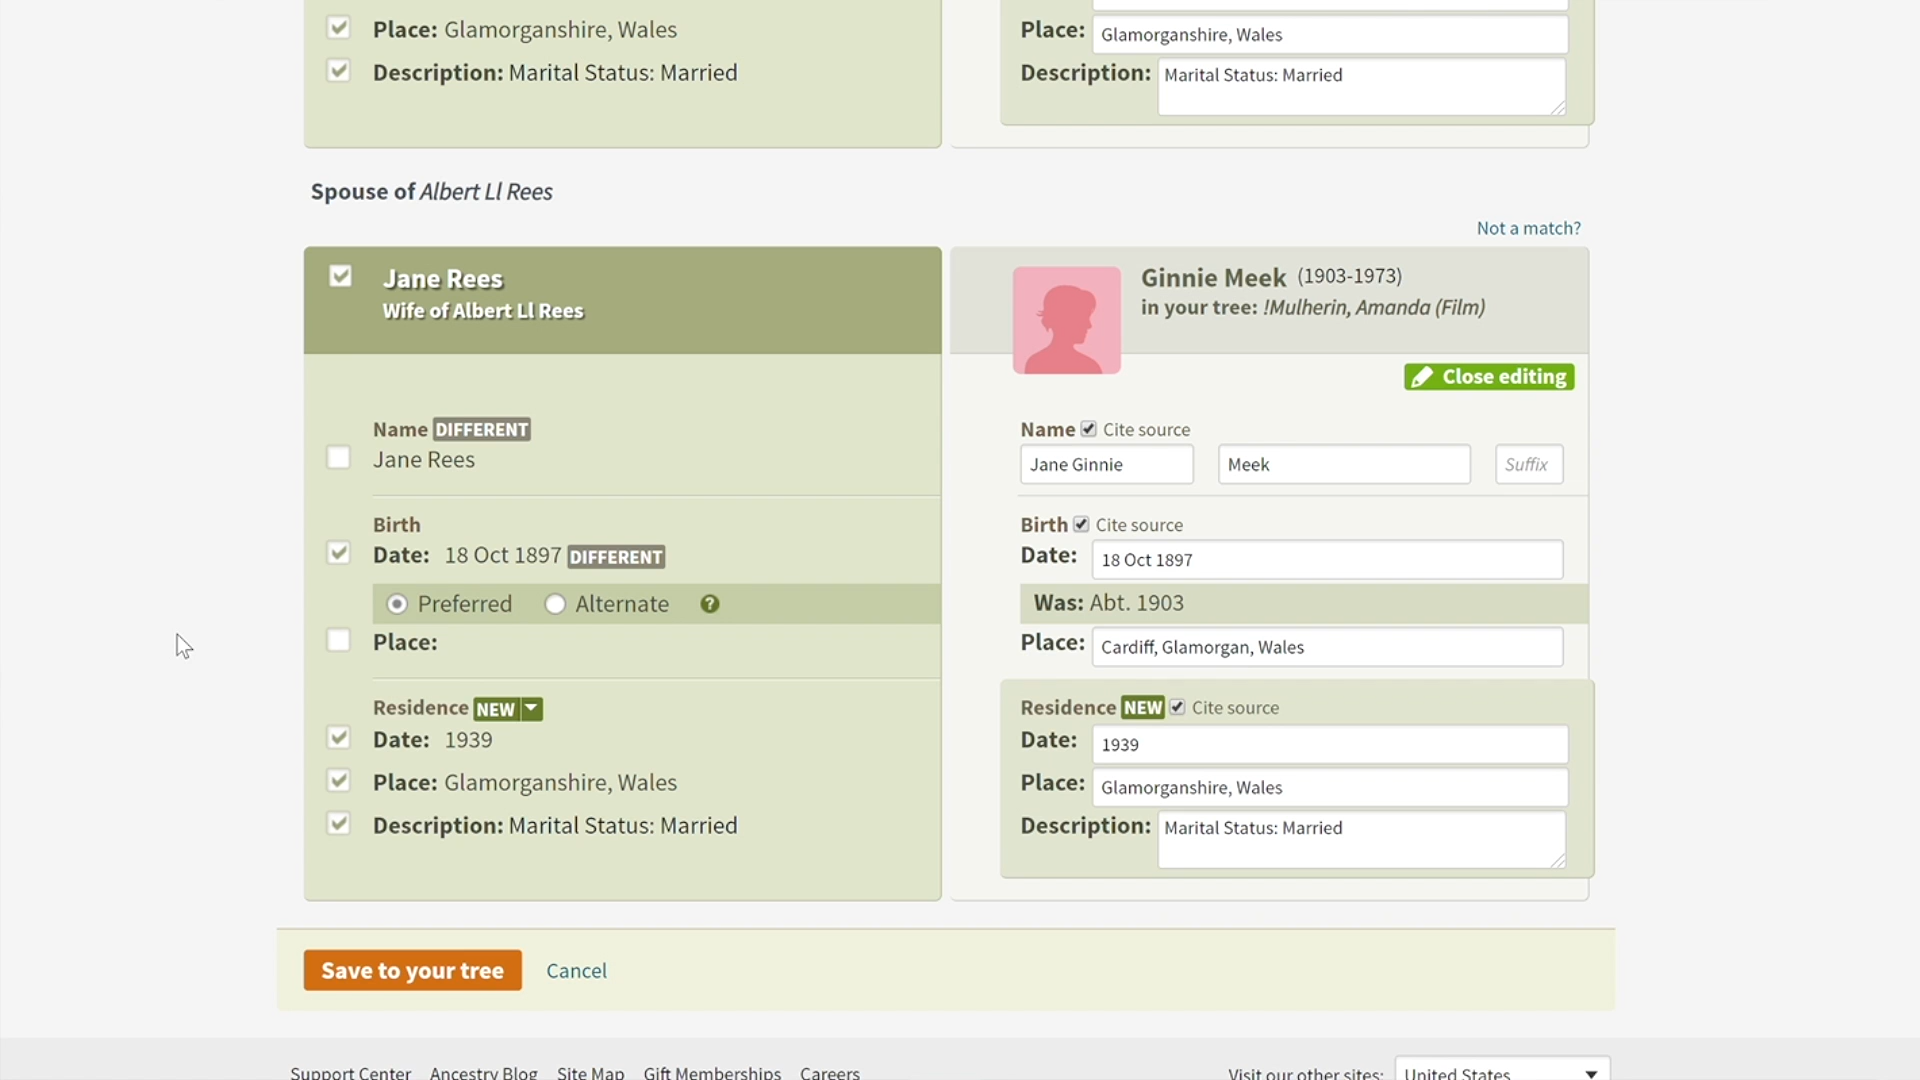 Place: Glamorganshire, Wales
Description: Marital Status: Married
Place: Glamorganshire, Wales
Description: Marital Status: Married
Spouse of Albert Ll Rees
Not a match?
Jane Rees
Wife of Albert Ll Rees
Ginnie Meek (1903-1973)
in your tree: !Mulherin, Amanda (Film)
Close editing
Name DIFFERENT
Jane Rees
Name Cite source
Jane Ginnie Meek Suffix
Birth
Date: 18 Oct 1897 DIFFERENT
Preferred Alternate ?
Place:
Birth Cite source
Date: 18 Oct 1897
Was: Abt. 1903
Place: Cardiff, Glamorgan, Wales
Residence NEW
Date: 1939
Place: Glamorganshire, Wales
Description: Marital Status: Married
Residence NEW Cite source
Date: 1939
Place: Glamorganshire, Wales
Description: Marital Status: Married
Save to your tree Cancel
Support Center Ancestry Blog Site Map Gift Memberships Careers
Visit our other sites: United States